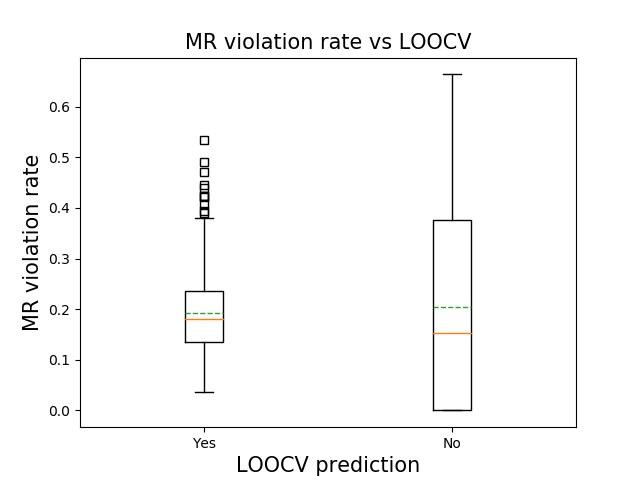 MR violation rate vs LOOCV
MR violation rate
0.6
0.5
0.4
0.3
0.2
0.1
0.0
Yes
No
LOOCV prediction